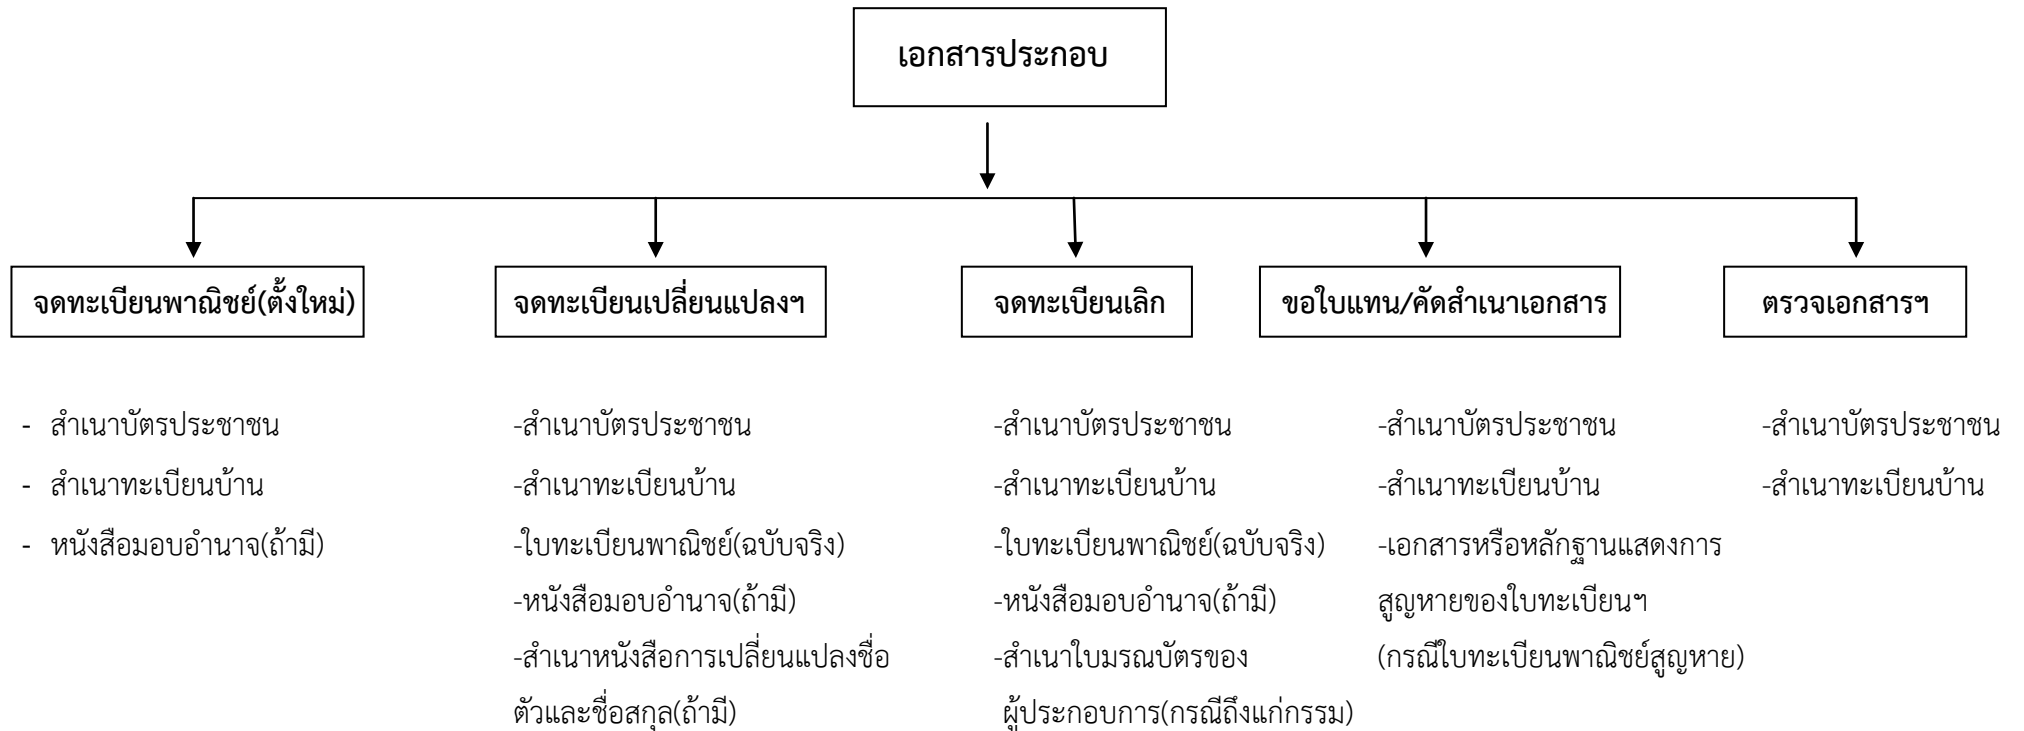 เอกสารประกอบ
จดทะเบียนพาณิชย์(ตั้งใหม่)
- สำเนาบัตรประชาชน
- สำเนาทะเบียนบ้าน
- หนังสือมอบอำนาจ(ถ้ามี)
จดทะเบียนเปลี่ยนแปลงฯ
-สำเนาบัตรประชาชน
-สำเนาทะเบียนบ้าน
-ใบทะเบียนพาณิชย์(ฉบับจริง)
-หนังสือมอบอำนาจ(ถ้ามี)
-สำเนาหนังสือการเปลี่ยนแปลงชื่อ
ตัวและชื่อสกุล(ถ้ามี)
จดทะเบียนเลิก
-สำเนาบัตรประชาชน
-สำเนาทะเบียนบ้าน
-ใบทะเบียนพาณิชย์(ฉบับจริง)
-หนังสือมอบอำนาจ(ถ้ามี)
-สำเนาใบมรณบัตรของ
ผู้ประกอบการ(กรณีถึงแก่กรรม)
ขอใบแทน/คัดสำเนาเอกสาร
-สำเนาบัตรประชาชน
-สำเนาทะเบียนบ้าน
-เอกสารหรือหลักฐานแสดงการ
สูญหายของใบทะเบียนฯ
(กรณีใบทะเบียนพาณิชย์สูญหาย)
ตรวจเอกสารฯ
-สำเนาบัตรประชาชน
-สำเนาทะเบียนบ้าน